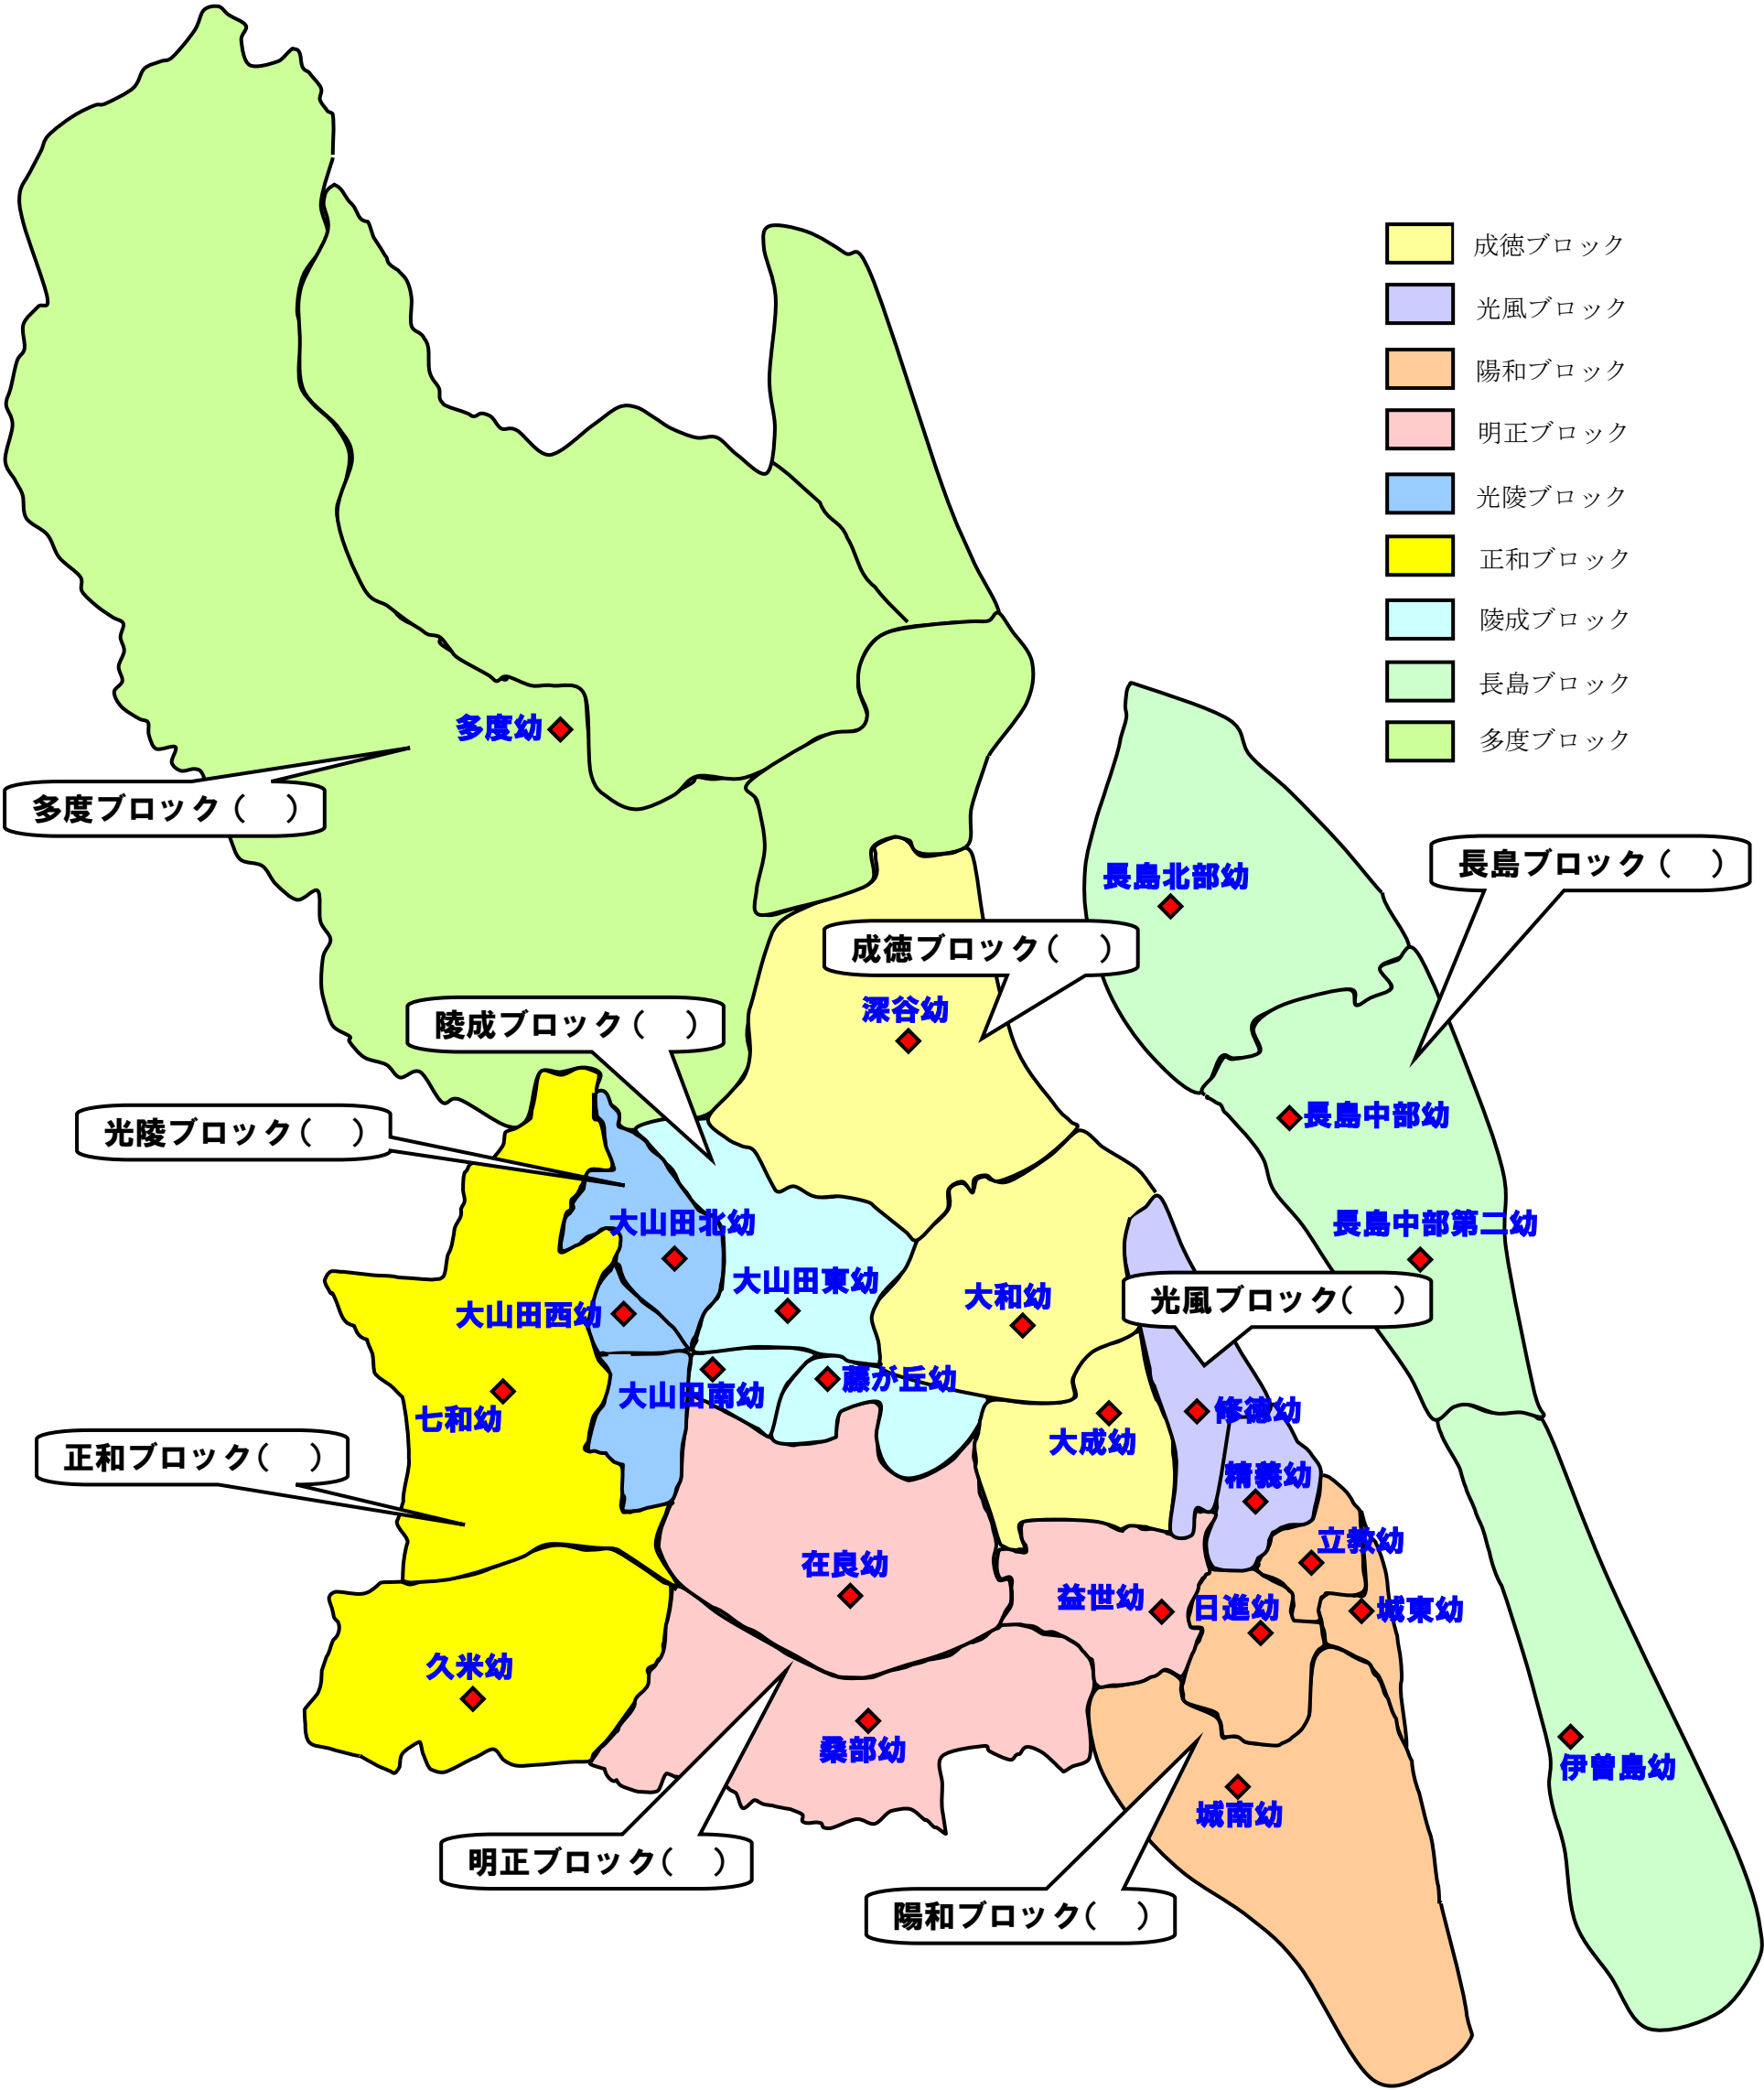 成徳ブロック
光風ブロック
陽和ブロック
明正ブロック
光陵ブロック
正和ブロック
陵成ブロック
長島ブロック
多度ブロック
多度幼
多度ブロック（　）
長島ブロック（　）
長島北部幼
成徳ブロック（　）
深谷幼
陵成ブロック（　）
長島中部幼
光陵ブロック（　）
大山田北幼
長島中部第二幼
大山田東幼
大和幼
光風ブロック（　）
大山田西幼
藤が丘幼
大山田南幼
修徳幼
七和幼
大成幼
正和ブロック（　）
精義幼
立教幼
在良幼
益世幼
日進幼
城東幼
久米幼
桑部幼
伊曽島幼
城南幼
明正ブロック（　）
陽和ブロック（　）